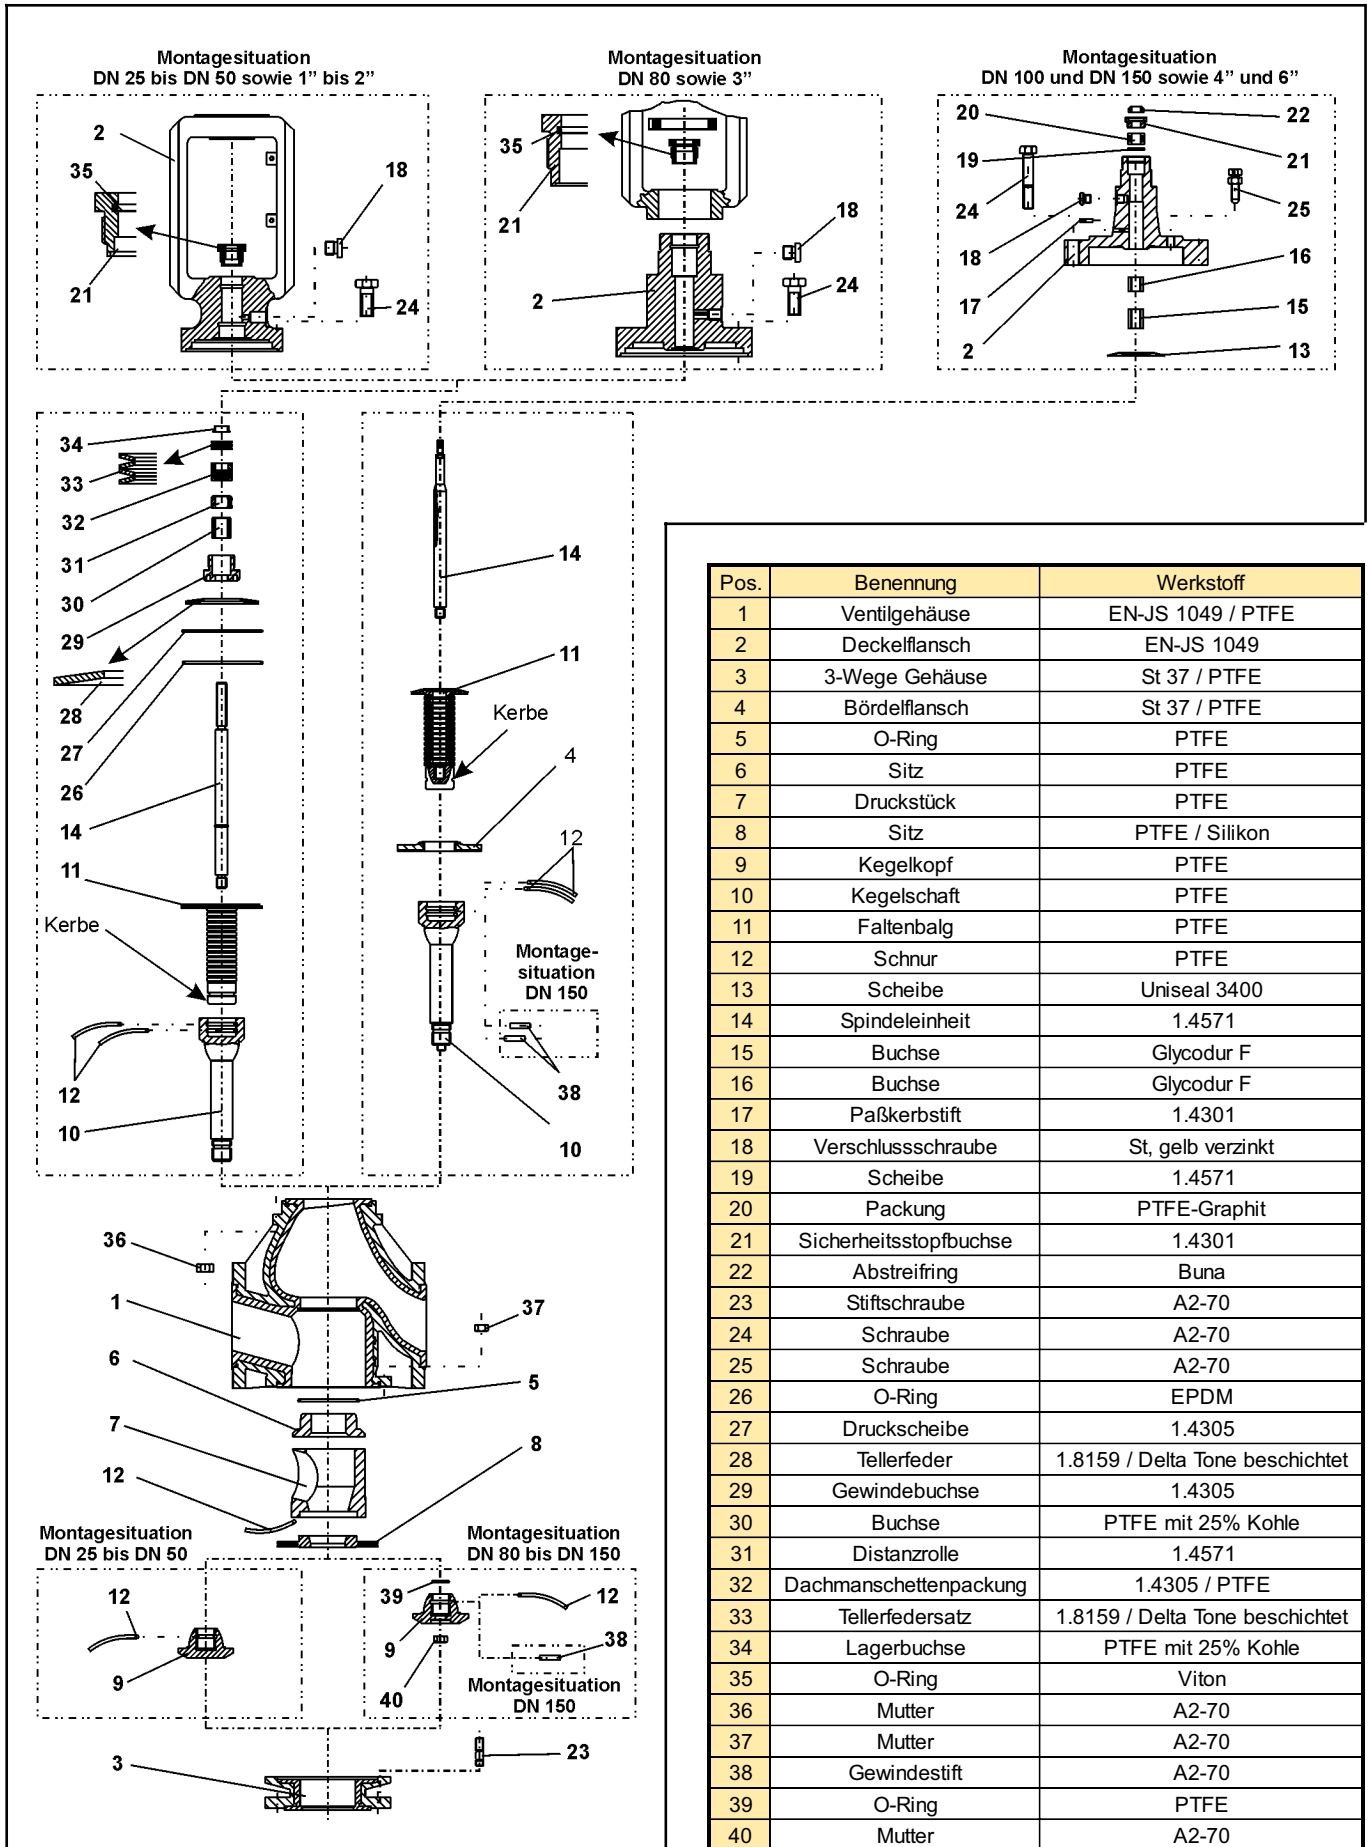 Montagesituation
DN 25 bis DN 50 sowie 1” bis 2”
2
35
18
21
24
Montagesituation
DN 80 sowie 3”
35
21
18
2
24
Montagesituation
DN 100 und DN 150 sowie 4” und 6”
20
22
19
21
24
25
18
16
17
15
2
13
34
33
32
31
30
29
28
27
26
14
11
Kerbe
12
10
14
11
Kerbe
4
12
Montage-
situation
DN 150
38
10
36
1
37
6
5
7
8
12
Montagesituation
DN 25 bis DN 50
12
9
Montagesituation
DN 80 bis DN 150
39
12
9
38
40
Montagesituation
DN 150
3
23
Pos. Benennung Werkstoff
1 Ventilgehäuse EN-JS 1049 / PTFE
2 Deckelflansch EN-JS 1049
3 3-Wege Gehäuse St 37 / PTFE
4 Bördelflansch St 37 / PTFE
5 O-Ring PTFE
6 Sitz PTFE
7 Druckstück PTFE
8 Sitz PTFE / Silikon
9 Kegelkopf PTFE
10 Kegelschaft PTFE
11 Faltenbalg PTFE
12 Schnur PTFE
13 Scheibe Uniseal 3400
14 Spindeleinheit 1.4571
15 Buchse Glycodur F
16 Buchse Glycodur F
17 Paßkerbstift 1.4301
18 Verschlussschraube St, gelb verzinkt
19 Scheibe 1.4571
20 Packung PTFE-Graphit
21 Sicherheitsstopfbuchse 1.4301
22 Abstreifring Buna
23 Stiftschraube A2-70
24 Schraube A2-70
25 Schraube A2-70
26 O-Ring EPDM
27 Druckscheibe 1.4305
28 Tellerfeder 1.8159 / Delta Tone beschichtet
29 Gewindebuchse 1.4305
30 Buchse PTFE mit 25% Kohle
31 Distanzrolle 1.4571
32 Dachmanschettenpackung 1.4305 / PTFE
33 Tellerfedersatz 1.8159 / Delta Tone beschichtet
34 Lagerbuchse PTFE mit 25% Kohle
35 O-Ring Viton
36 Mutter A2-70
37 Mutter A2-70
38 Gewindestift A2-70
39 O-Ring PTFE
40 Mutter A2-70